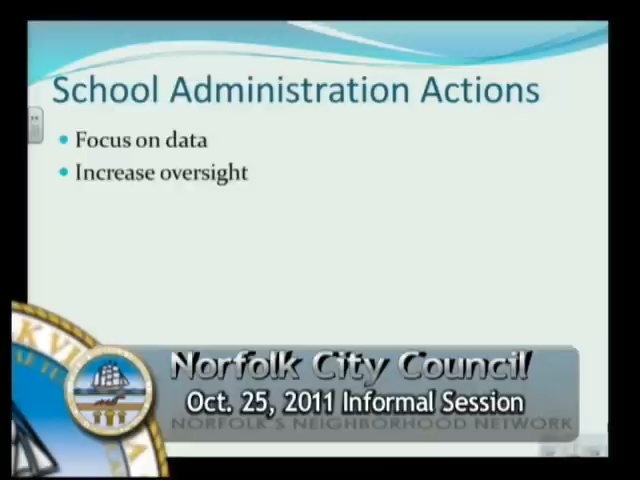 School Administration Actions
Focus on data
Increase oversight
Norfolk City Council
Oct. 25, 2011 Informal Session
NORFOLK'S NEIGHBORHOOD NETWORK